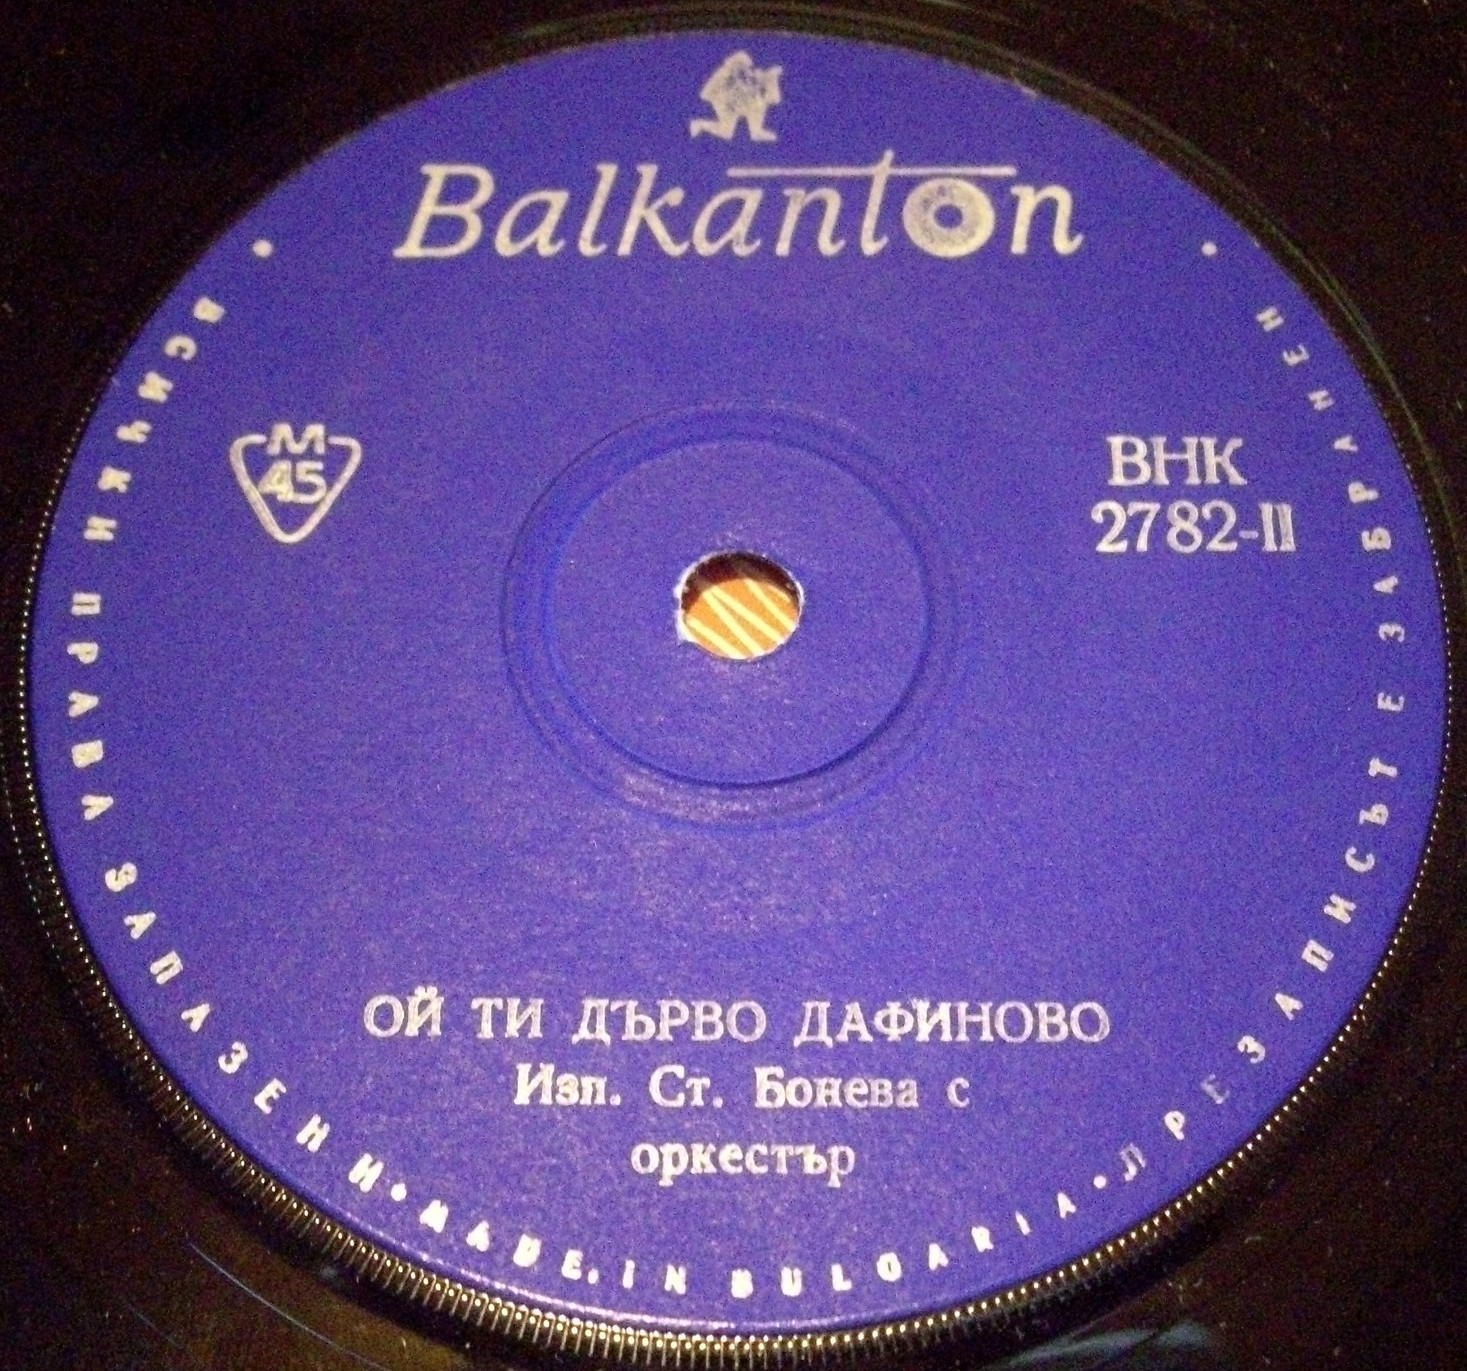 Balkanton
М
45
ВНК
2782-II
ОЙ ТИ ДЪРВО ДАФИНОВО
Изп. Ст. Бонева с
оркестър
ВСИЧКИ ПРАВА ЗАПАЗЕНИ • MADE IN BULGARIA • ПРЕЗАПИСЪТ Е ЗАБРАНЕН